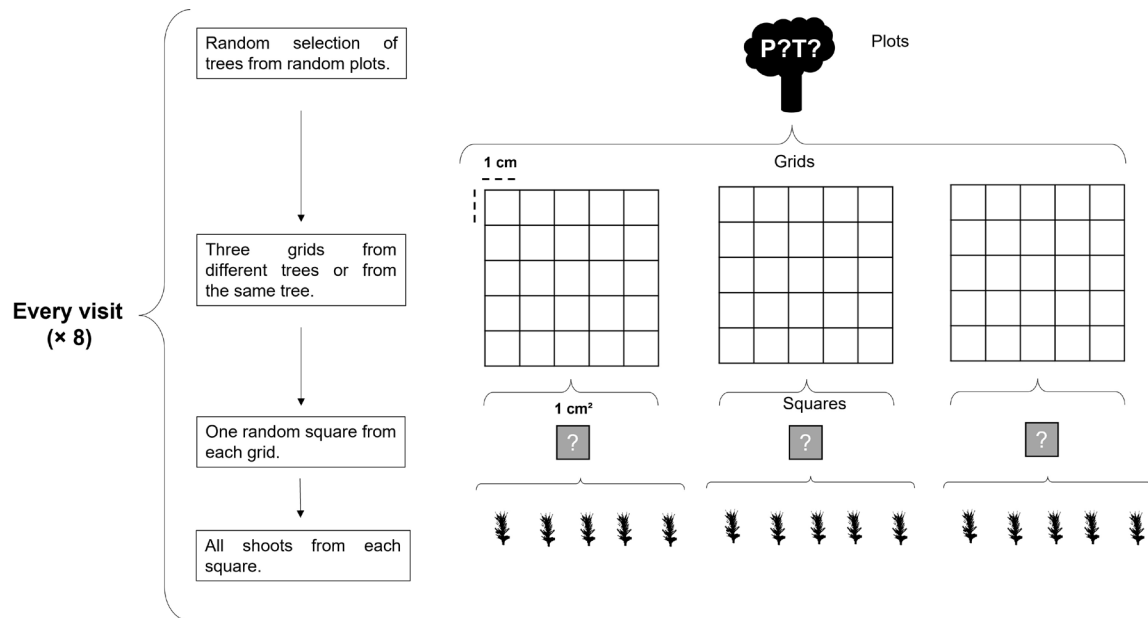 Every visit
(× 8)
Random selection of
trees from random plots.
Three grids from
different trees or from
the same tree.
One random square from
each grid.
All shoots from each
square.
P?T?
Plots
Grids
1 cm
1 cm²
Squares
?
?
?